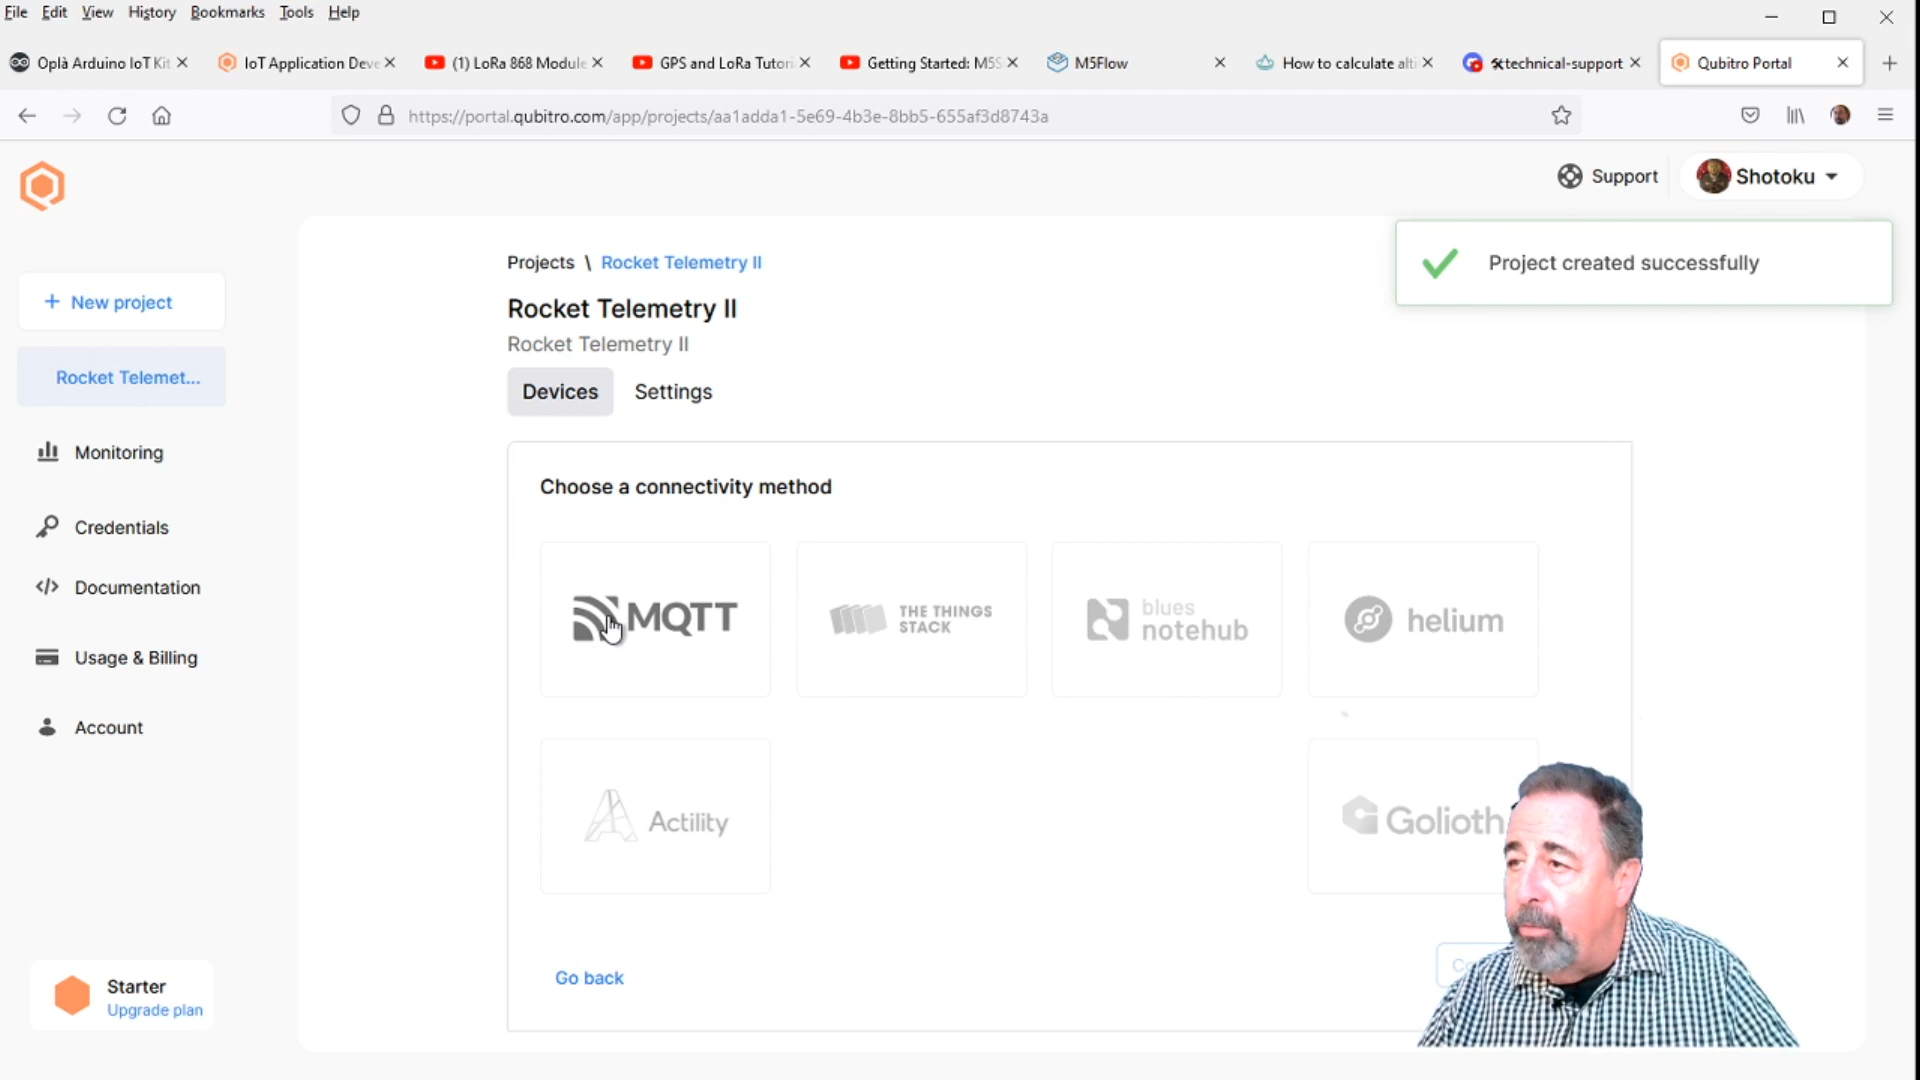 File Edit View History Bookmarks Tools Help
Oplà Arduino IoT Kit
IoT Application Deve
(1) LoRa 868 Module
GPS and LoRa Tutori
Getting Started: M5S
M5Flow
How to calculate alti
🛠technical-support
Qubitro Portal
https://portal.qubitro.com/app/projects/aa1adda1-5e69-4b3e-8bb5-655af3d8743a
Support
Shotoku
Project created successfully
+ New project
Rocket Telemet...
Monitoring
Credentials
</> Documentation
Usage & Billing
Account
Starter
Upgrade plan
Projects \ Rocket Telemetry II
Rocket Telemetry II
Rocket Telemetry II
Devices Settings
Choose a connectivity method
MQTT
THE THINGS
STACK
blues
notehub
helium
Actility
Golioth
Go back